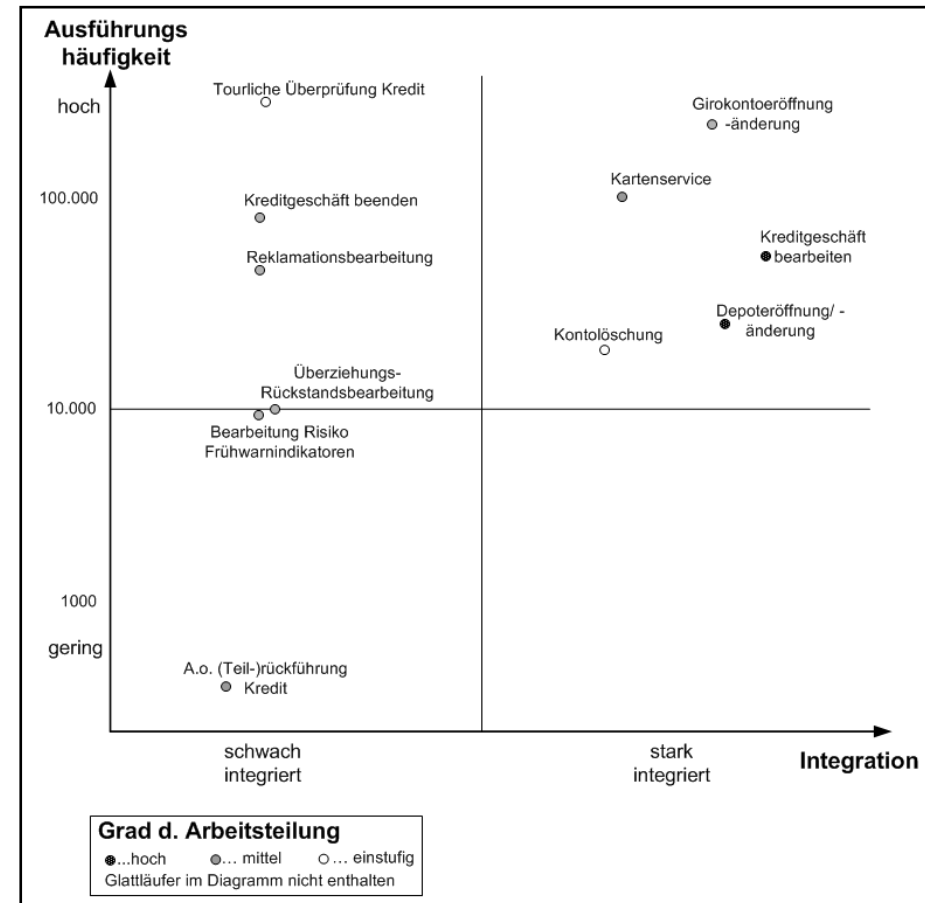 Ausführungs
häufigkeit
hoch
100.000
10.000
1000
gering
Tourliche Überprüfung Kredit
Kreditgeschäft beenden
Reklamationsbearbeitung
Überziehungs-
Rückstandsbearbeitung
Bearbeitung Risiko
Frühwarnindikatoren
A.o. (Teil-)rückführung
Kredit
Girokontoeröffnung
-änderung
Kartenservice
Kreditgeschäft
bearbeiten
Depoteröffnung/ -
änderung
Kontolöschung
schwach
integriert
stark
integriert
Integration
Grad d. Arbeitsteilung
...hoch ... mittel ... einstufig
Glattläufer im Diagramm nicht enthalten